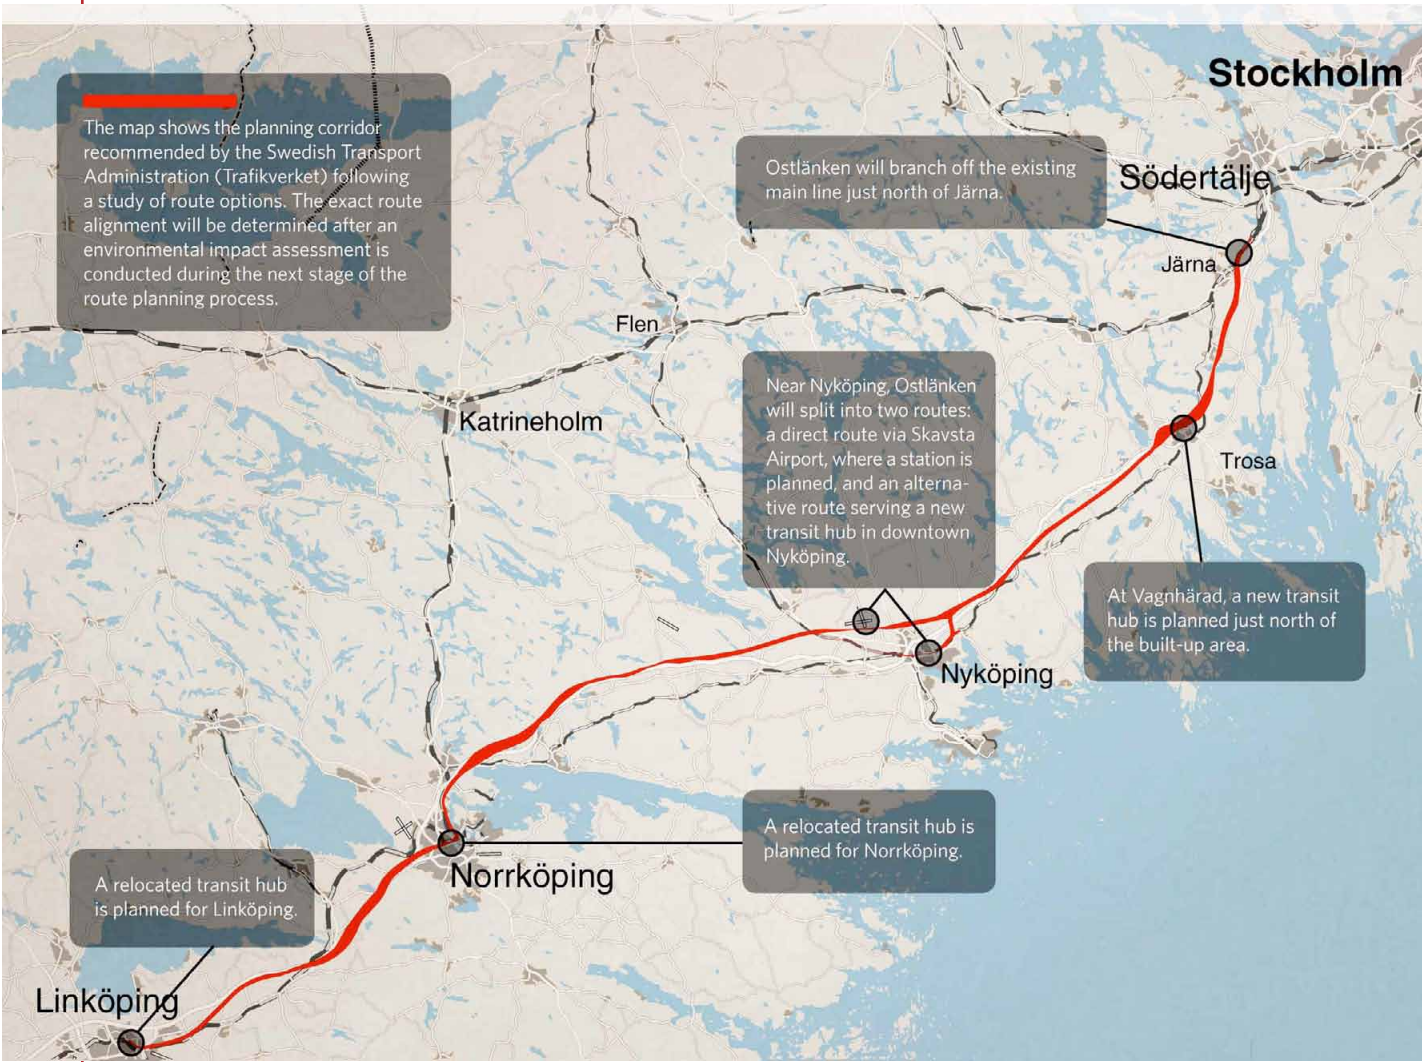 Stockholm
The map shows the planning corridor
recommended by the Swedish Transport
Administration (Trafikverket) following
a study of route options. The exact route
alignment will be determined after an
environmental impact assessment is
conducted during the next stage of the
route planning process.
Ostlänken will branch off the existing
main line just north of Järna.
Södertälje
Järna
Flen
Near Nyköping, Ostlänken
will split into two routes:
a direct route via Skavsta
Airport, where a station is
planned, and an alterna-
tive route serving a new
transit hub in downtown
Nyköping.
Katrineholm
Trosa
At Vagnhärad, a new transit
hub is planned just north of
the built-up area.
Nyköping
A relocated transit hub is
planned for Norrköping.
Norrköping
A relocated transit hub
is planned for Linköping.
Linköping